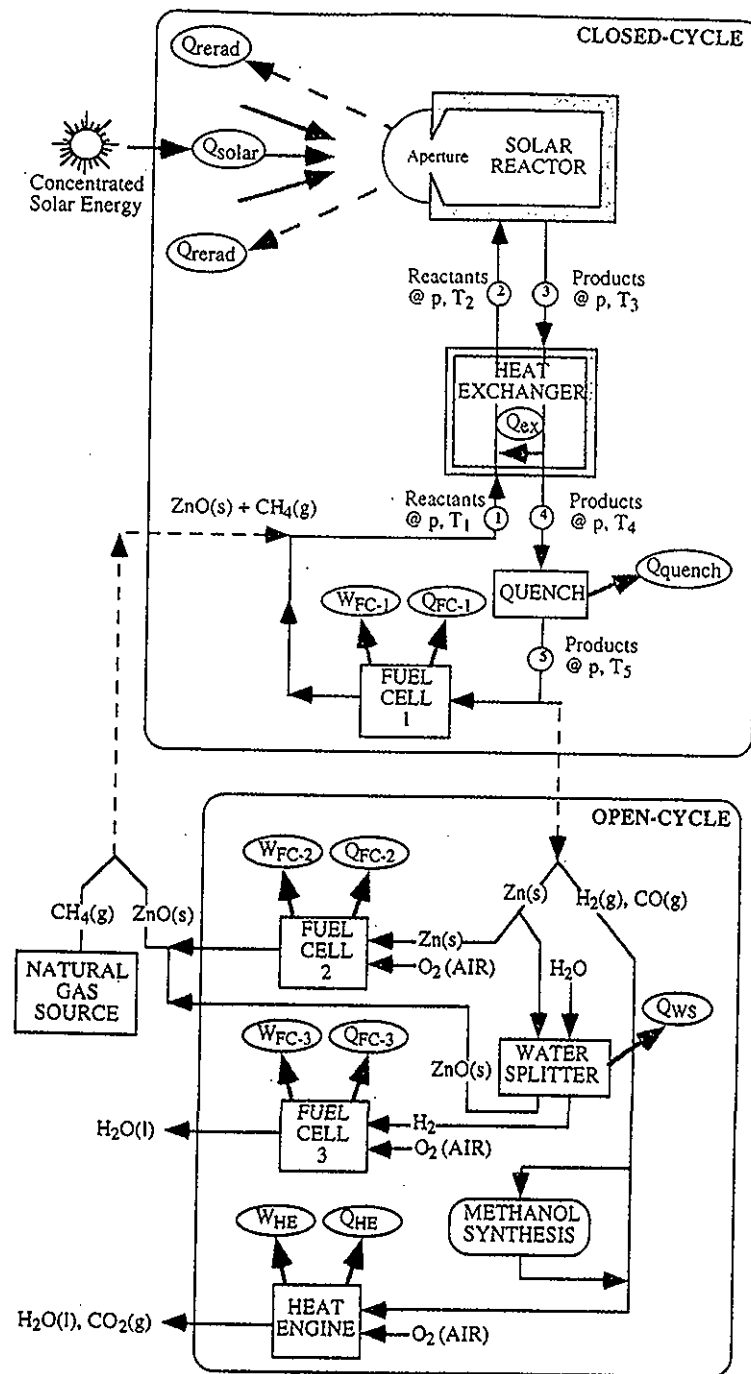 CLOSED-CYCLE
Qrerad
Qsolar
Concentrated
Solar Energy
Qrerad
Aperture
SOLAR
REACTOR
Reactants
@ p, T2
2
3
Products
@ p, T3
HEAT
EXCHANGER
Qex
ZnO(s) + CH4(g)
Reactants
@ p, T1
1
4
Products
@ p, T4
QUENCH
Qquench
WFC-1
QFC-1
5
Products
@ p, T5
FUEL
CELL
1
OPEN-CYCLE
WFC-2
QFC-2
Zn(s)
H2(g), CO(g)
CH4(g)
ZnO(s)
FUEL
CELL
2
Zn(s)
O2 (AIR)
H2O
NATURAL
GAS
SOURCE
WFC-3
QFC-3
QWS
ZnO(s)
WATER
SPLITTER
H2O(l)
FUEL
CELL
3
H2
O2 (AIR)
METHANOL
SYNTHESIS
WHE
QHE
H2O(l), CO2(g)
HEAT
ENGINE
O2 (AIR)